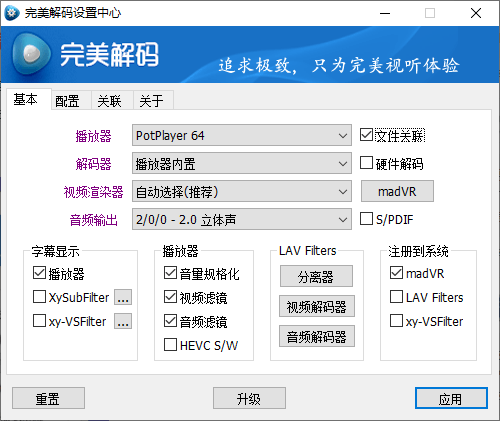 完美解码设置中心
完美解码
追求极致，只为完美视听体验
基本 配置 关联 关于
播放器 PotPlayer 64 文件关联
解码器 播放器内置 硬件解码
视频渲染器 自动选择(推荐) madVR
音频输出 2/0/0 - 2.0 立体声 S/PDIF
字幕显示 播放器 LAV Filters 注册到系统
播放器 音量规格化 分离器 madVR
XySubFilter ... 视频滤镜 视频解码器 LAV Filters
xy-VSFilter ... 音频滤镜 音频解码器 xy-VSFilter
HEVC S/W
重置 升级 应用